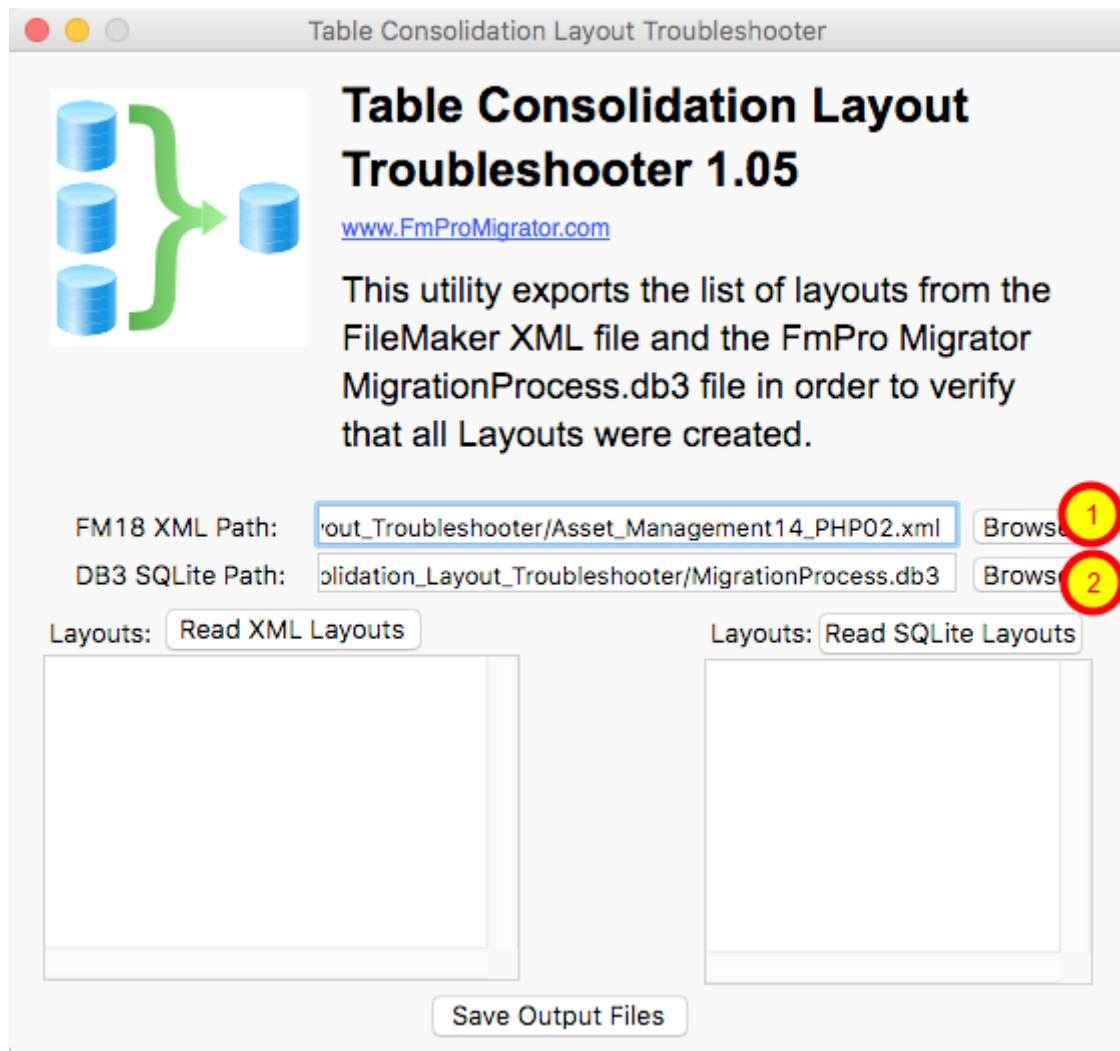 Table Consolidation Layout Troubleshooter
Table Consolidation Layout
Troubleshooter 1.05
www.FmProMigrator.com
This utility exports the list of layouts from the
FileMaker XML file and the FmPro Migrator
MigrationProcess.db3 file in order to verify
that all Layouts were created.
FM18 XML Path: out_Troubleshooter/Asset_Management14_PHP02.xml Browse 1
DB3 SQLite Path: olidation_Layout_Troubleshooter/MigrationProcess.db3 Brows 2
Layouts: Read XML Layouts Layouts: Read SQLite Layouts
Save Output Files